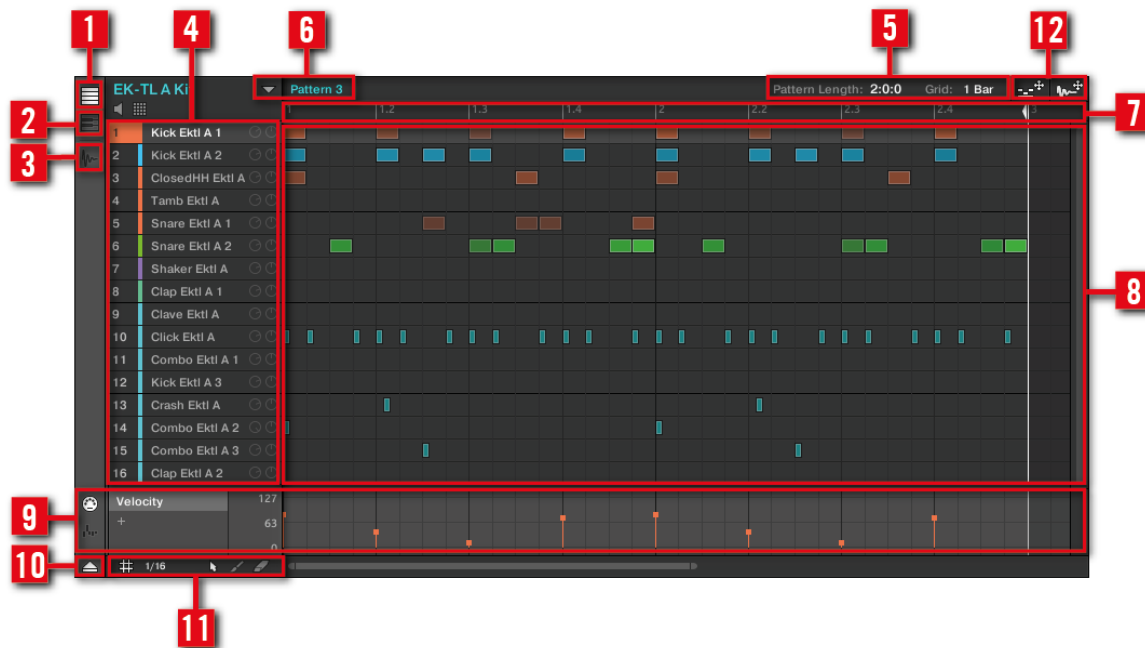 1
4
6
5
12
EK-TL A Ki
Pattern 3
Pattern Length: 2:0:0 Grid: 1 Bar
1 1.2 1.3 1.4 2 2.2 2.3 2.4 3
2
7
3
1 Kick Ektl A 1
2 Kick Ektl A 2
3 ClosedHH Ektl A
4 Tamb Ektl A
5 Snare Ektl A 1
6 Snare Ektl A 2
7 Shaker Ektl A
8 Clap Ektl A 1
8
9 Clave Ektl A
10 Click Ektl A
11 Combo Ektl A 1
12 Kick Ektl A 3
13 Crash Ektl A
14 Combo Ektl A 2
15 Combo Ektl A 3
16 Clap Ektl A 2
9
Velocity 127
+ 63
0
10
1/16
11